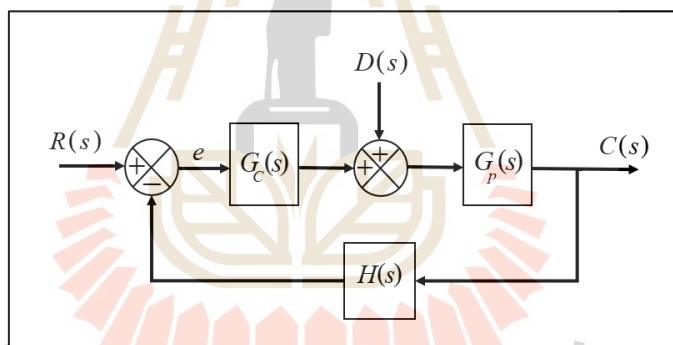 D(s)
R(s) + − e G_C(s) + + G_p(s) C(s)
H(s)